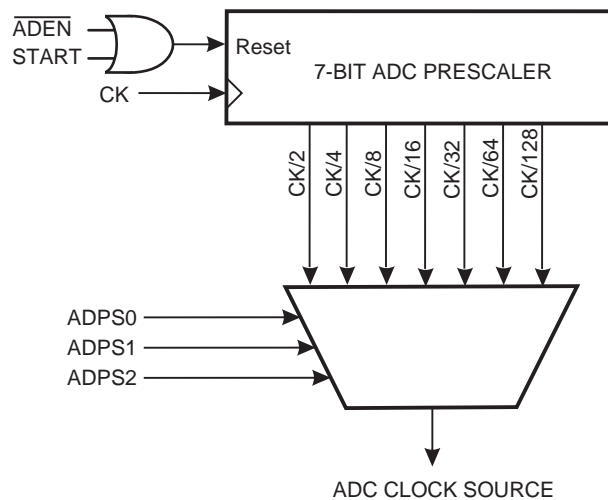 ADEN
START
Reset
7-BIT ADC PRESCALER
CK
CK/2
CK/4
CK/8
CK/16
CK/32
CK/64
CK/128
ADPS0
ADPS1
ADPS2
ADC CLOCK SOURCE